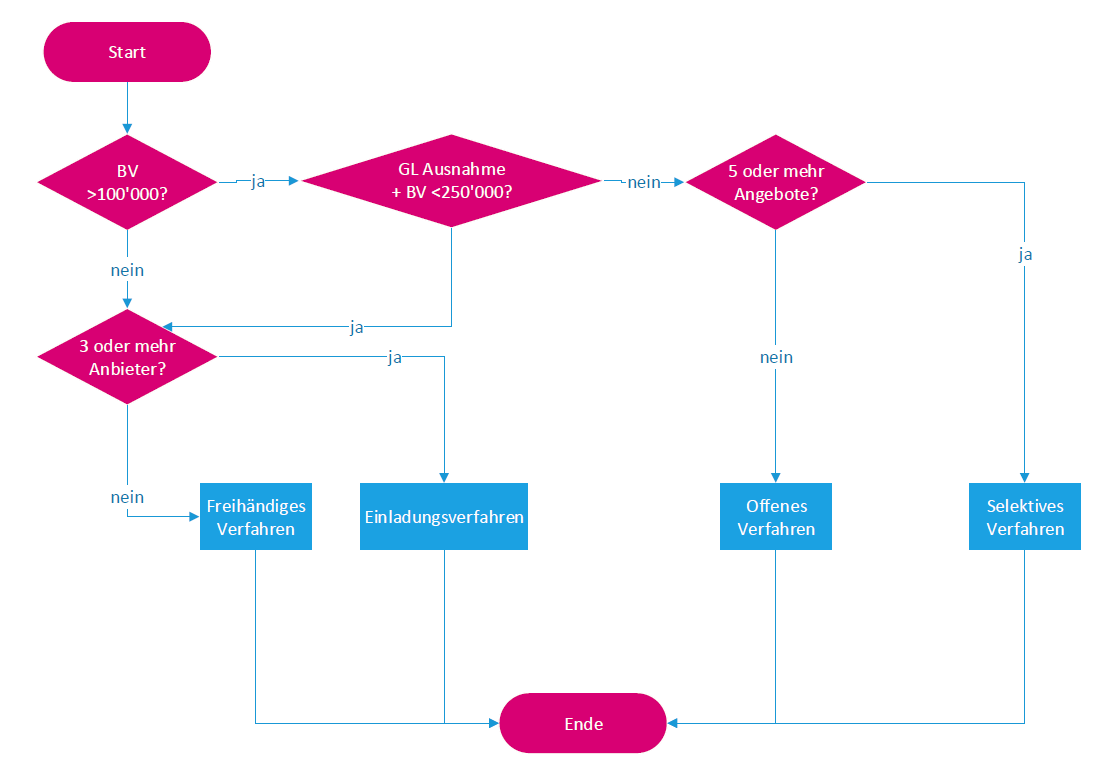 Start
BV
>100'000?
ja
GL Ausnahme
+ BV <250'000?
nein
5 oder mehr
Angebote?
ja
nein
ja
3 oder mehr
Anbieter?
ja
nein
nein
Freihändiges
Verfahren
Einladungsverfahren
Offenes
Verfahren
Selektives
Verfahren
Ende